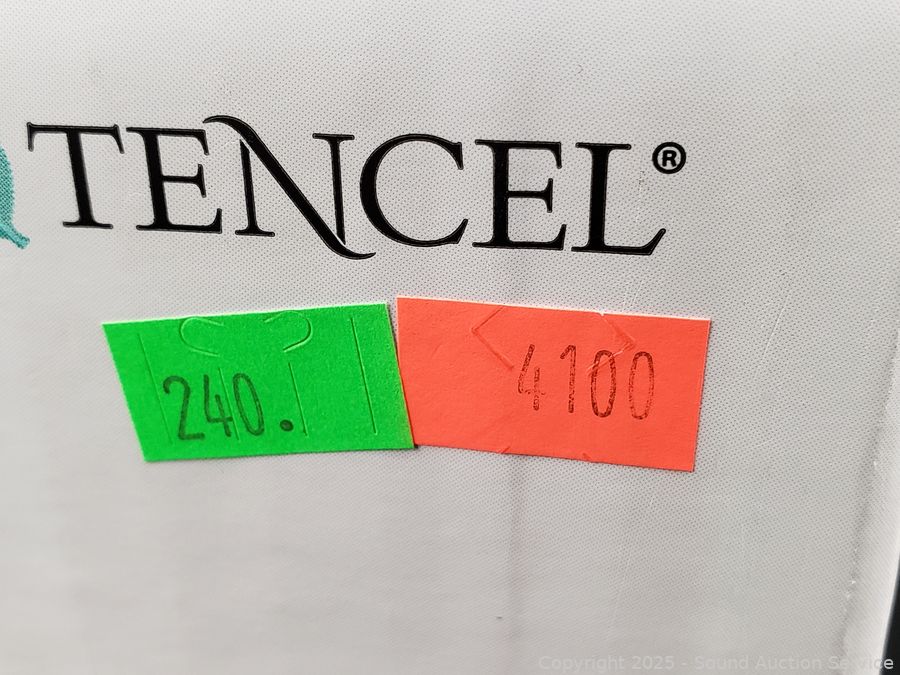 TENCEL®
240.
4100
Copyright 2025 - Sound Auction Service